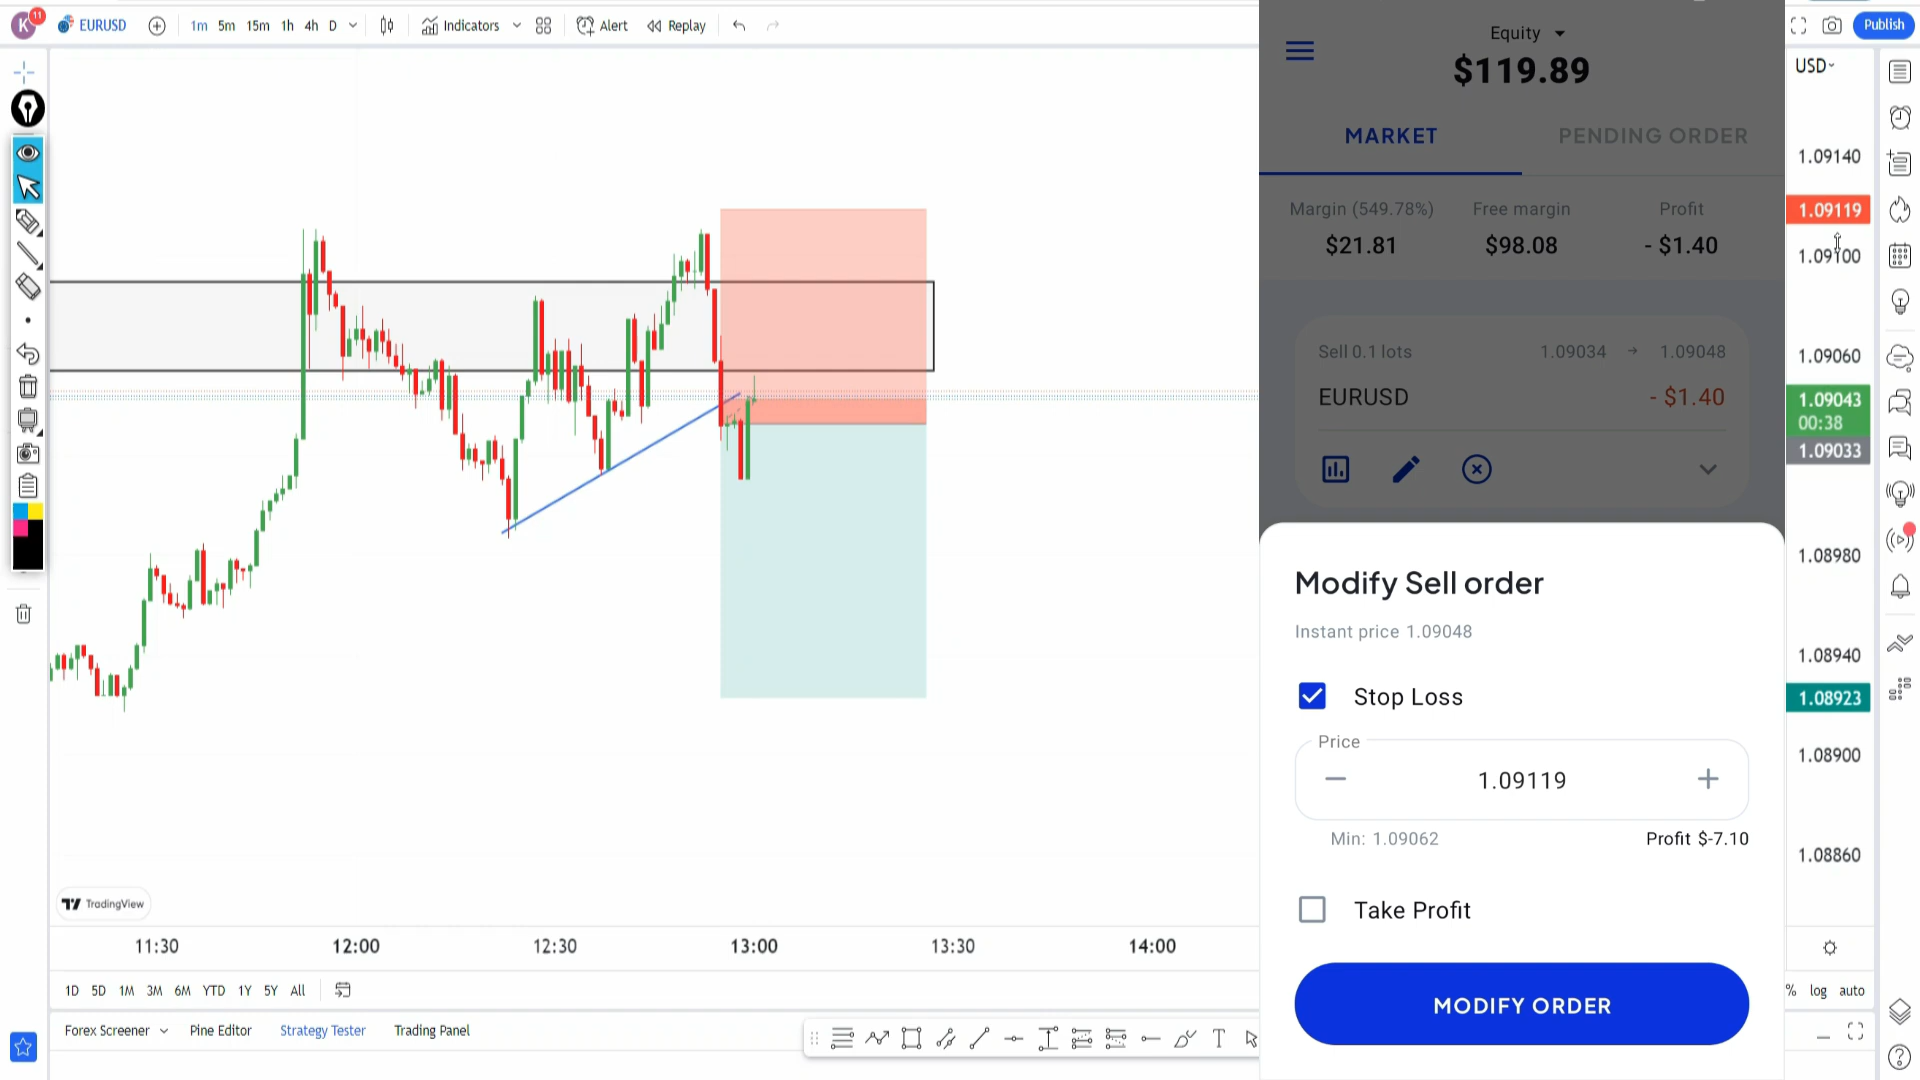 K 11 EURUSD 1m 5m 15m 1h 4h D Indicators Alert Replay Publish
USD
1.09140
1.09119
1.09100
1.09060
1.09043
00:38
1.09033
1.08980
1.08940
1.08923
1.08900
1.08860
Equity
$119.89
MARKET PENDING ORDER
Margin (549.78%) Free margin Profit
$21.81 $98.08 - $1.40
Sell 0.1 lots 1.09034 → 1.09048
EURUSD - $1.40
Modify Sell order
Instant price 1.09048
Stop Loss
Price
− 1.09119 +
Min: 1.09062 Profit $-7.10
Take Profit
MODIFY ORDER
TradingView
11:30 12:00 12:30 13:00 13:30 14:00
1D 5D 1M 3M 6M YTD 1Y 5Y All % log auto
Forex Screener Pine Editor Strategy Tester Trading Panel